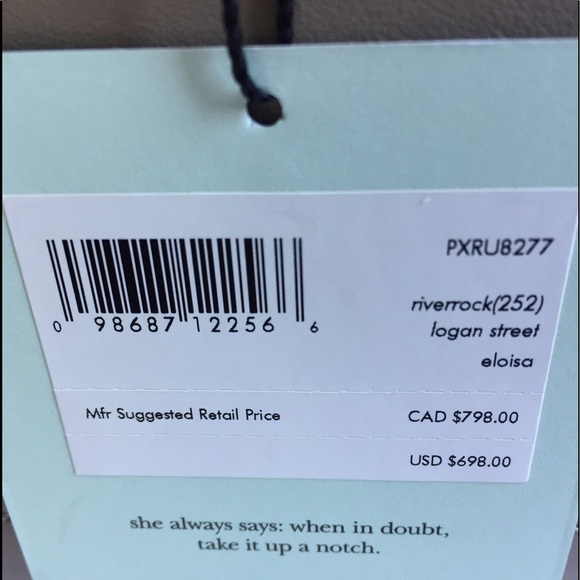 PXRU8277
0 98687 12256 6
riverrock(252)
logan street
eloisa
Mfr Suggested Retail Price CAD $798.00
USD $698.00
she always says: when in doubt,
take it up a notch.